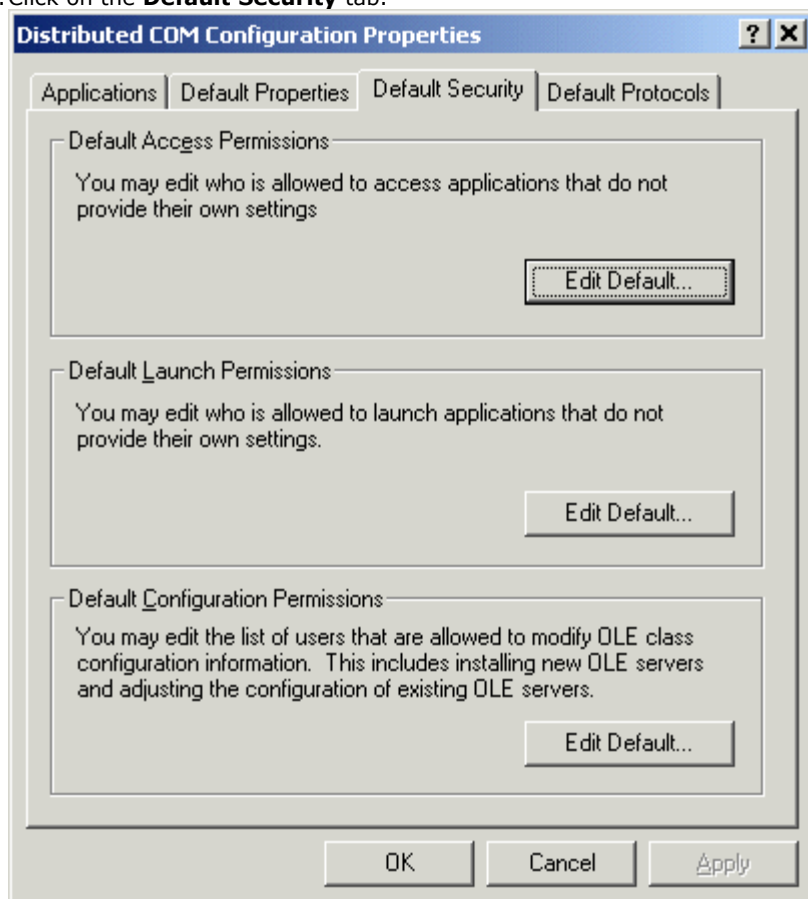 . Click on the Default Security tab.
Distributed COM Configuration Properties
Applications
Default Properties
Default Security
Default Protocols
Default Access Permissions
You may edit who is allowed to access applications that do not
provide their own settings
Edit Default...
Default Launch Permissions
You may edit who is allowed to launch applications that do not
provide their own settings.
Edit Default...
Default Configuration Permissions
You may edit the list of users that are allowed to modify OLE class
configuration information. This includes installing new OLE servers
and adjusting the configuration of existing OLE servers.
Edit Default...
OK
Cancel
Apply